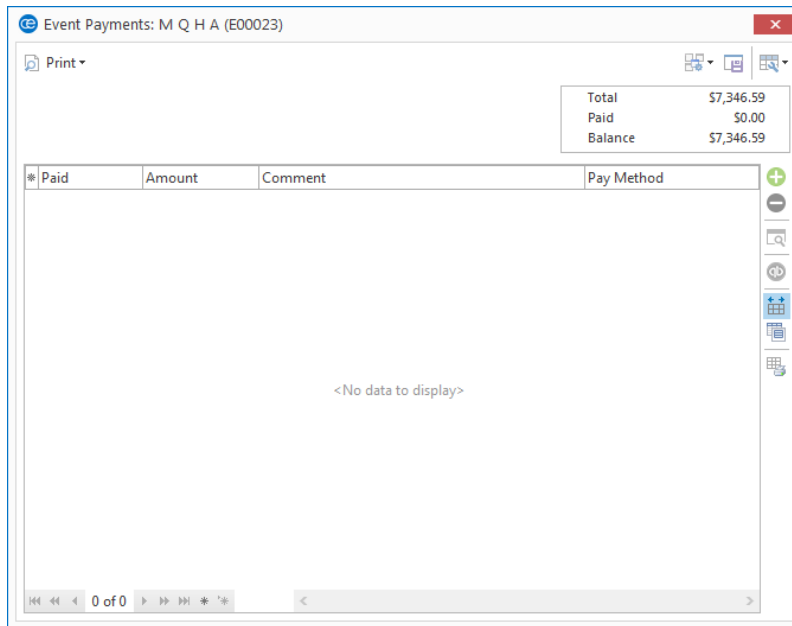 Event Payments: M Q H A (E00023)
Print
Total $7,346.59
Paid $0.00
Balance $7,346.59
Paid Amount Comment Pay Method
<No data to display>
0 of 0